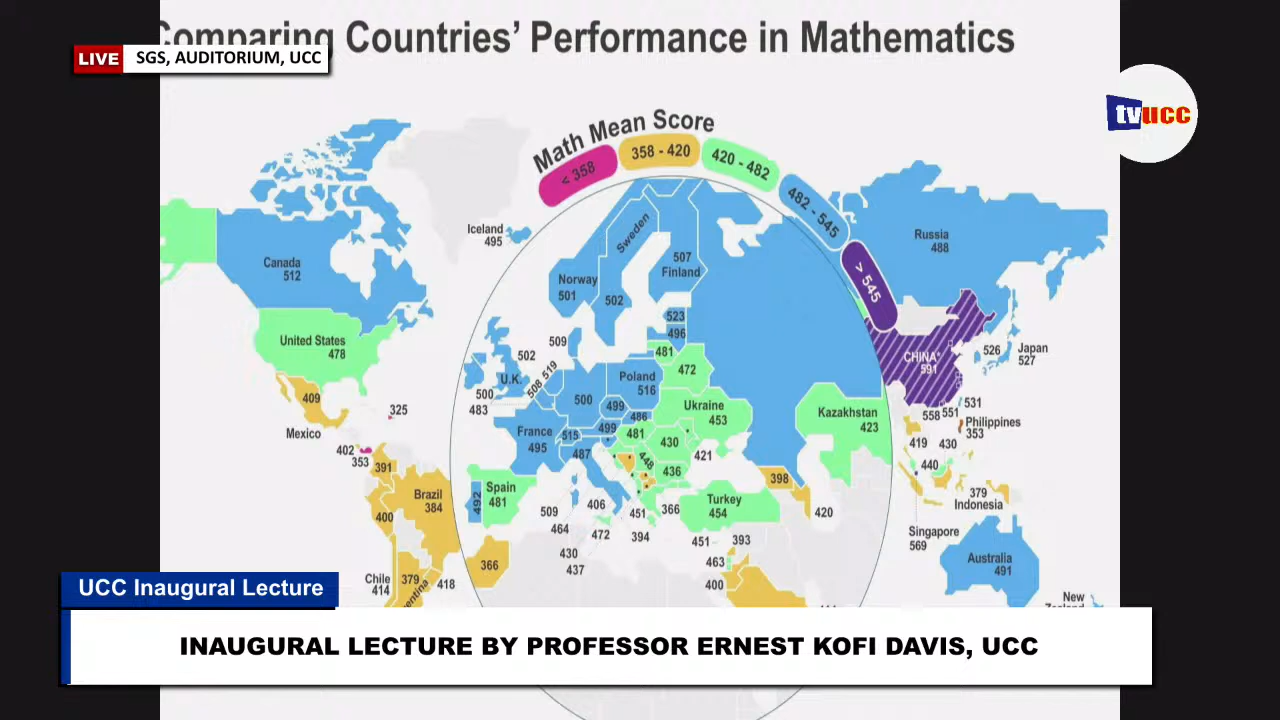 Comparing Countries' Performance in Mathematics
LIVE
SGS, AUDITORIUM, UCC
tvucc
Math Mean Score
< 358
358 - 420
420 - 482
482 - 545
> 545
Iceland
495
Canada
512
United States
478
409
Mexico
325
402
353
391
Brazil
384
400
Chile
414
379
418
Sweden
Norway
501
502
507
Finland
523
496
509
481
472
502
U.K.
508
519
500
483
Poland
516
500
499
486
499
515
France
495
487
481
Ukraine
453
430
448
436
421
Spain
481
492
509
464
406
472
451
394
366
430
437
366
Turkey
454
398
420
451
393
463
400
Russia
488
Kazakhstan
423
CHINA*
591
526
Japan
527
531
558
551
Philippines
353
419
430
440
379
Indonesia
Singapore
569
Australia
491
New
UCC Inaugural Lecture
INAUGURAL LECTURE BY PROFESSOR ERNEST KOFI DAVIS, UCC